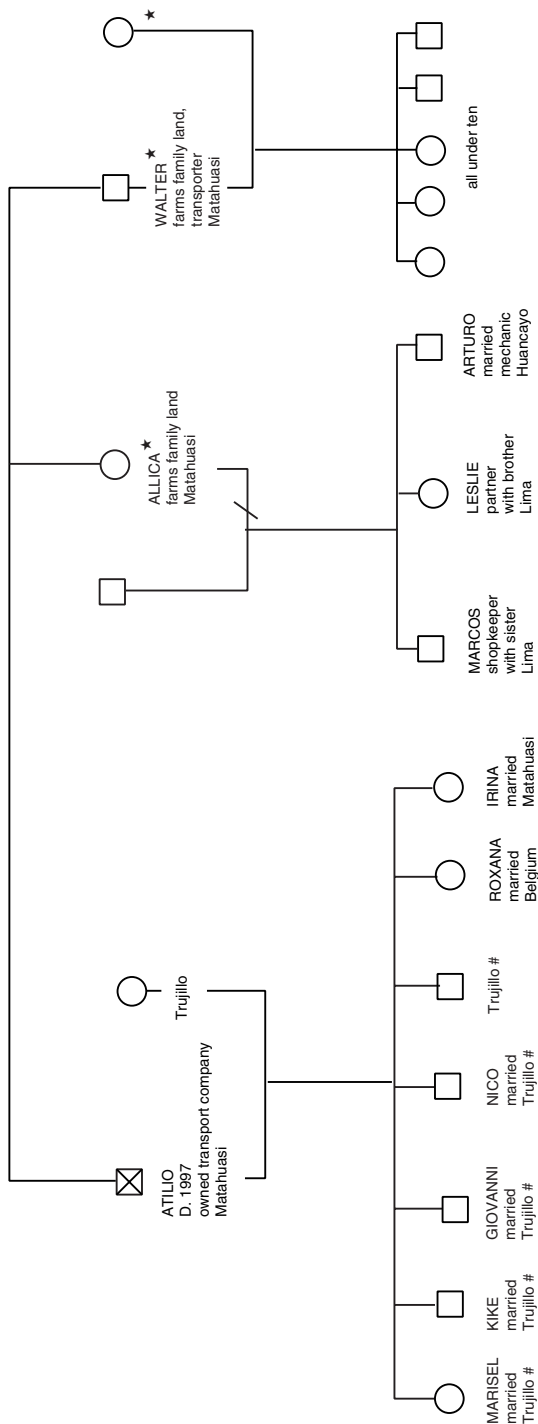 ATILIO
D. 1997
owned transport company
Matahuasi
Trujillo
ALLICA ★
farms family land
Matahuasi
WALTER ★
farms family land,
transporter
Matahuasi
★
MARISEL
married
Trujillo #
KIKE
married
Trujillo #
GIOVANNI
married
Trujillo #
NICO
married
Trujillo #
Trujillo #
ROXANA
married
Belgium
IRINA
married
Matahuasi
MARCOS
shopkeeper
with sister
Lima
LESLIE
partner
with brother
Lima
ARTURO
married
mechanic
Huancayo
all under ten